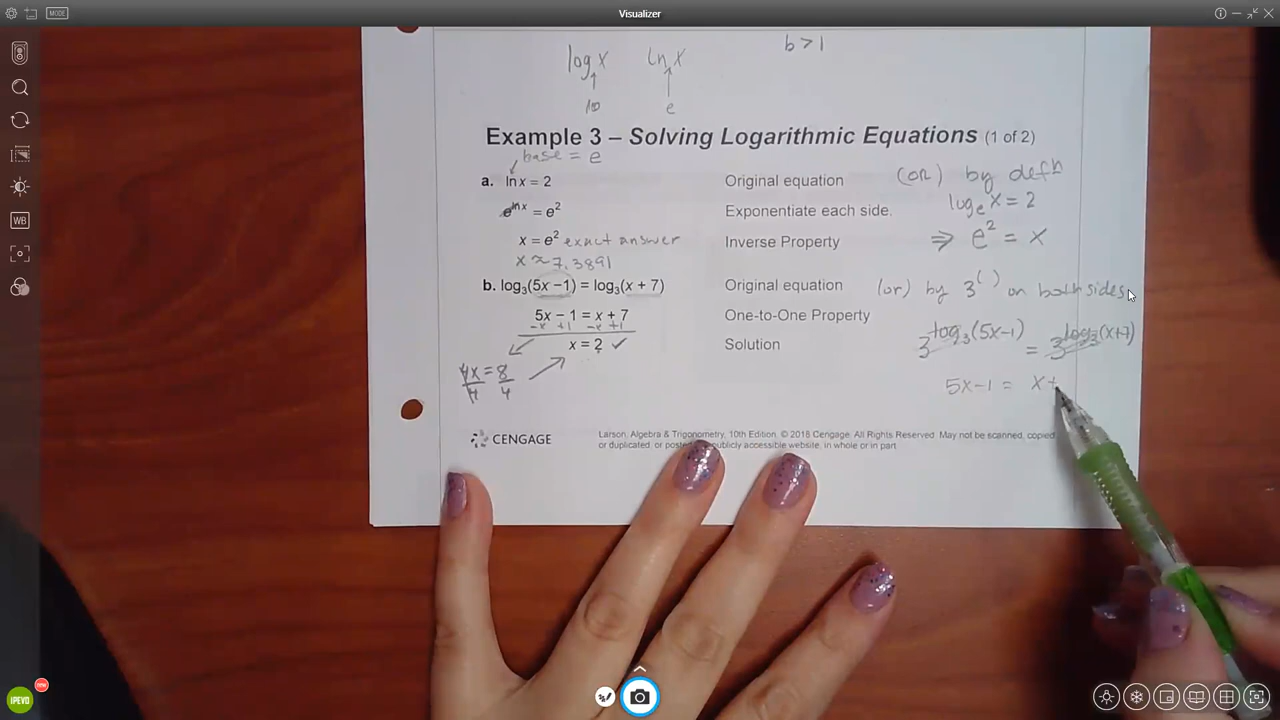 MODE
Visualizer
log x ln x b > 1
10 e
Example 3 – Solving Logarithmic Equations (1 of 2)
base = e
a. ln x = 2 Original equation (or) by defn
e^ln x = e² Exponentiate each side. logₑ x = 2
x = e² exact answer Inverse Property ⇒ e² = x
x ≈ 7.3891
b. log₃(5x −1) = log₃(x + 7) Original equation (or) by 3^( ) on both sides
5x − 1 = x + 7 One-to-One Property
-x +1 -x +1
3^log₃(5x-1) = 3^log₃(x+7)
x = 2 ✓ Solution
4x = 8
4 4
5x-1 = x+
CENGAGE
Larson, Algebra & Trigonometry, 10th Edition. © 2018 Cengage. All Rights Reserved. May not be scanned, copied
or duplicated, or posted publicly accessible website, in whole or in part.
WB
IPEVO
new